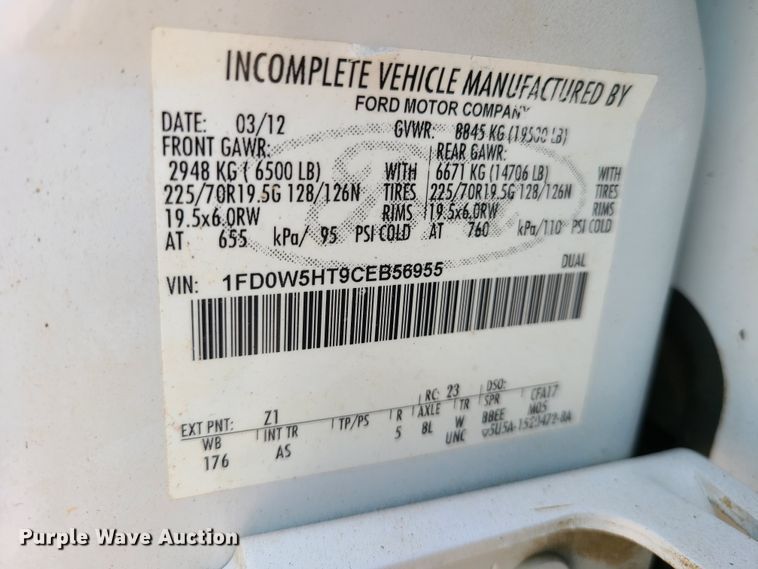 INCOMPLETE VEHICLE MANUFACTURED BY
FORD MOTOR COMPANY
DATE: 03/12 GVWR: 8845 KG (19500 LB)
FRONT GAWR: REAR GAWR:
2948 KG ( 6500 LB) WITH 6671 KG (14706 LB) WITH
225/70R19.5G 128/126N TIRES 225/70R19.5G 128/126N TIRES
19.5x6.0RW RIMS 19.5x6.0RW RIMS
AT 655 kPa/ 95 PSI COLD AT 760 kPa/110 PSI COLD
DUAL
VIN: 1FD0W5HT9CEB56955
RC: 23 DSO:
EXT PNT: Z1 CFA17
WB INT TR TP/PS R AXLE TR SPR M05
176 AS 5 8L W BBEE
UNC
Purple Wave Auction